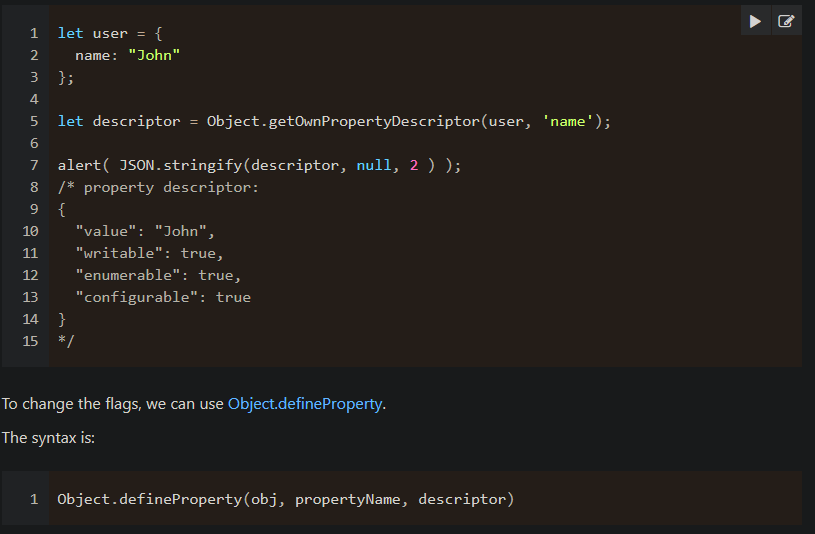 1 let user = {
2   name: "John"
3 };
4
5 let descriptor = Object.getOwnPropertyDescriptor(user, 'name');
6
7 alert( JSON.stringify(descriptor, null, 2 ) );
8 /* property descriptor:
9 {
10   "value": "John",
11   "writable": true,
12   "enumerable": true,
13   "configurable": true
14 }
15 */
To change the flags, we can use Object.defineProperty.
The syntax is:
1 Object.defineProperty(obj, propertyName, descriptor)